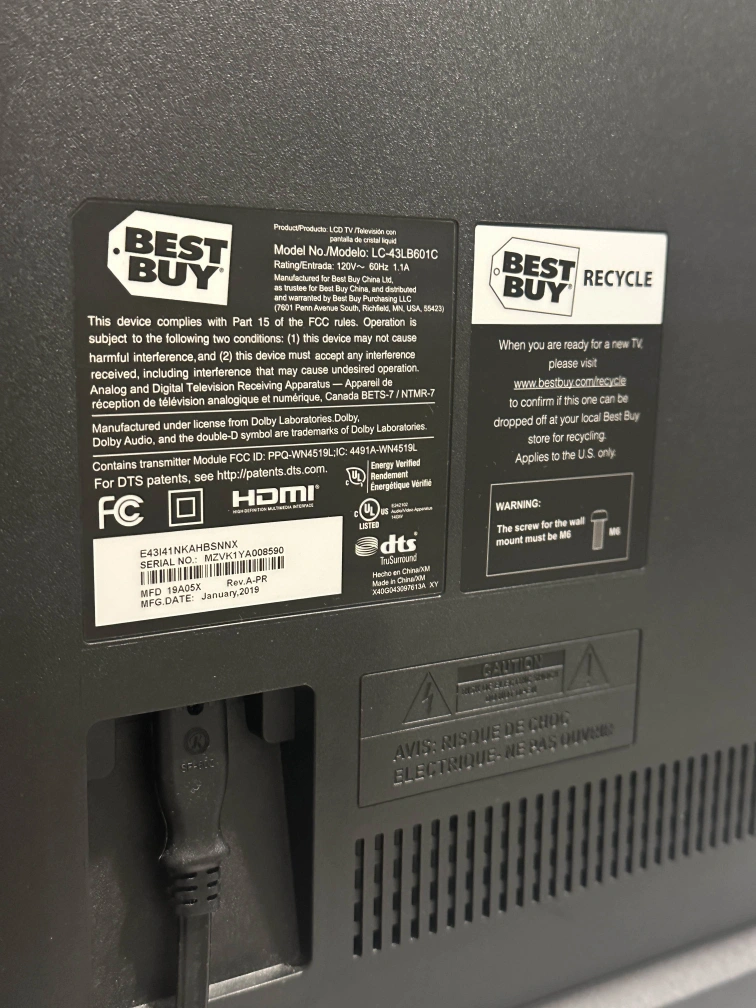 BEST
BUY
Product/Producto: LCD TV /Televisión con
pantalla de cristal liquid
Model No./Modelo: LC-43LB601C
Rating/Entrada: 120V～ 60Hz 1.1A
Manufactured for Best Buy China Ltd,
as trustee for Best Buy China, and distributed
and warranted by Best Buy Purchasing LLC
(7601 Penn Avenue South, Richfield, MN, USA, 55423)
This device complies with Part 15 of the FCC rules. Operation is
subject to the following two conditions: (1) this device may not cause
harmful interference,and (2) this device must accept any interference
received, including interference that may cause undesired operation.
Analog and Digital Television Receiving Apparatus — Appareil de
réception de télévision analogique et numérique, Canada BETS-7 / NTMR-7
Manufactured under license from Dolby Laboratories.Dolby,
Dolby Audio, and the double-D symbol are trademarks of Dolby Laboratories.
Contains transmitter Module FCC ID: PPQ-WN4519L;IC: 4491A-WN4519L
For DTS patents, see http://patents.dts.com.
UL
Energy Verified
Rendement
Énergétique Vérifié
FC
HDMI
HIGH-DEFINITION MULTIMEDIA INTERFACE
c UL US
LISTED
E242102
Audio/Video Apparatus
dts
TruSurround
E43I41NKAHBSNNX
SERIAL NO.: MZVK1YA008590
MFD 19A05X Rev.A-PR
MFG.DATE: January,2019
Hecho en China/XM
Made in China/XM
X40G043097613A XY
BEST
BUY
RECYCLE
When you are ready for a new TV,
please visit
www.bestbuy.com/recycle
to confirm if this one can be
dropped off at your local Best Buy
store for recycling.
Applies to the U.S. only.
WARNING:
The screw for the wall
mount must be M6
M6
CAUTION
AVIS: RISQUE DE CHOC
ELECTRIQUE- NE PAS OUVRIR